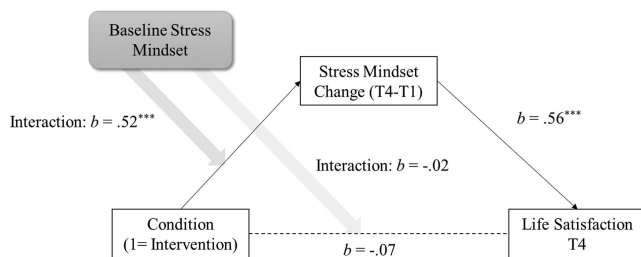 Baseline Stress
Mindset
Stress Mindset
Change (T4-T1)
Interaction: b = .52***
b = .56***
Interaction: b = -.02
Condition
(1= Intervention)
b = -.07
Life Satisfaction
T4